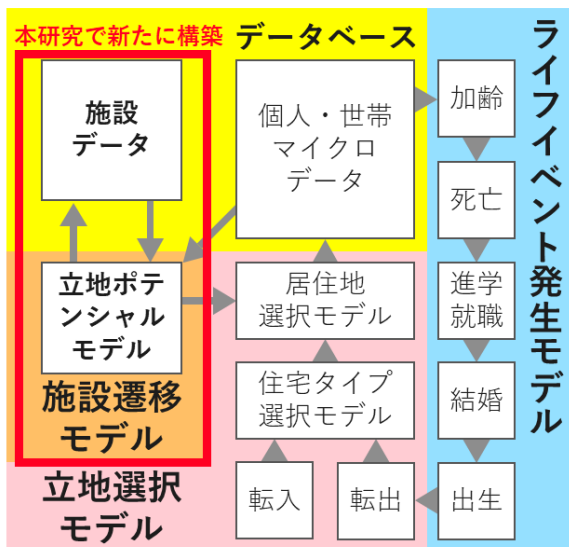 本研究で新たに構築
データベース
施設
データ
個人・世帯
マイクロ
データ
立地ポテ
ンシャル
モデル
施設遷移
モデル
居住地
選択モデル
住宅タイプ
選択モデル
転入
転出
立地選択
モデル
加齢
死亡
進学
就職
結婚
出生
ライフイベント発生モデル